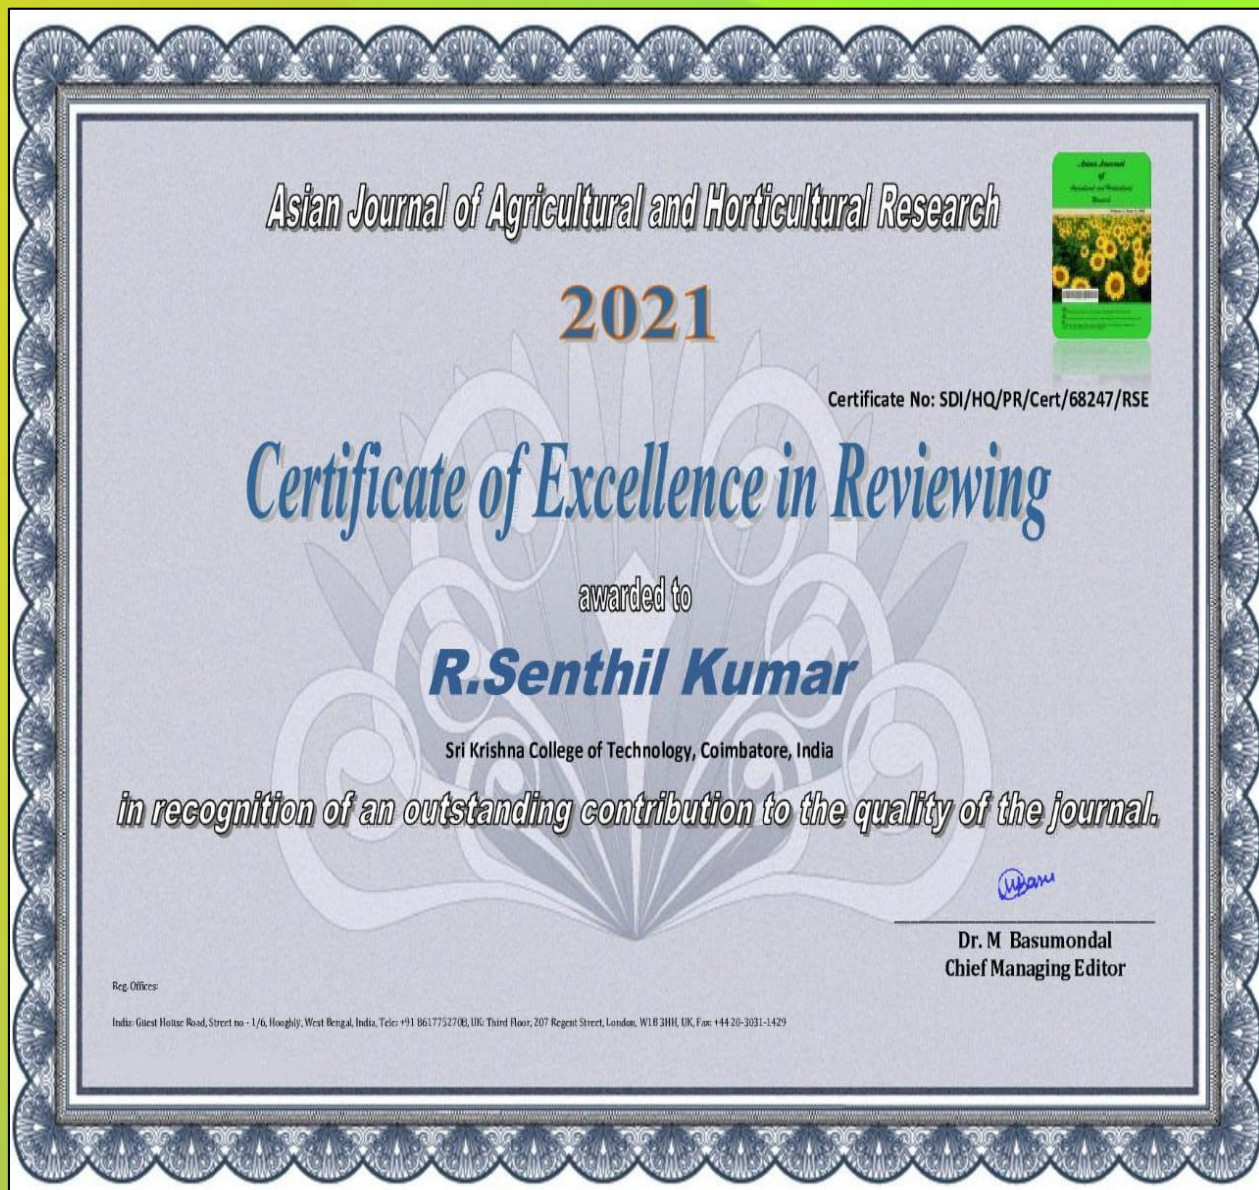 Asian Journal of Agricultural and Horticultural Research
2021
Certificate No: SDI/HQ/PR/Cert/68247/RSE
Certificate of Excellence in Reviewing
awarded to
R.Senthil Kumar
Sri Krishna College of Technology, Coimbatore, India
in recognition of an outstanding contribution to the quality of the journal.
Dr. M Basumondal
Chief Managing Editor
Reg. Offices:
India: Guest House Road, Street no - 1/6, Hooghly, West Bengal, India, Tele: +91 8617752708, UK: Third Floor, 207 Regent Street, London, W1B 3HH, UK, Fax: +44 20-3031-1429